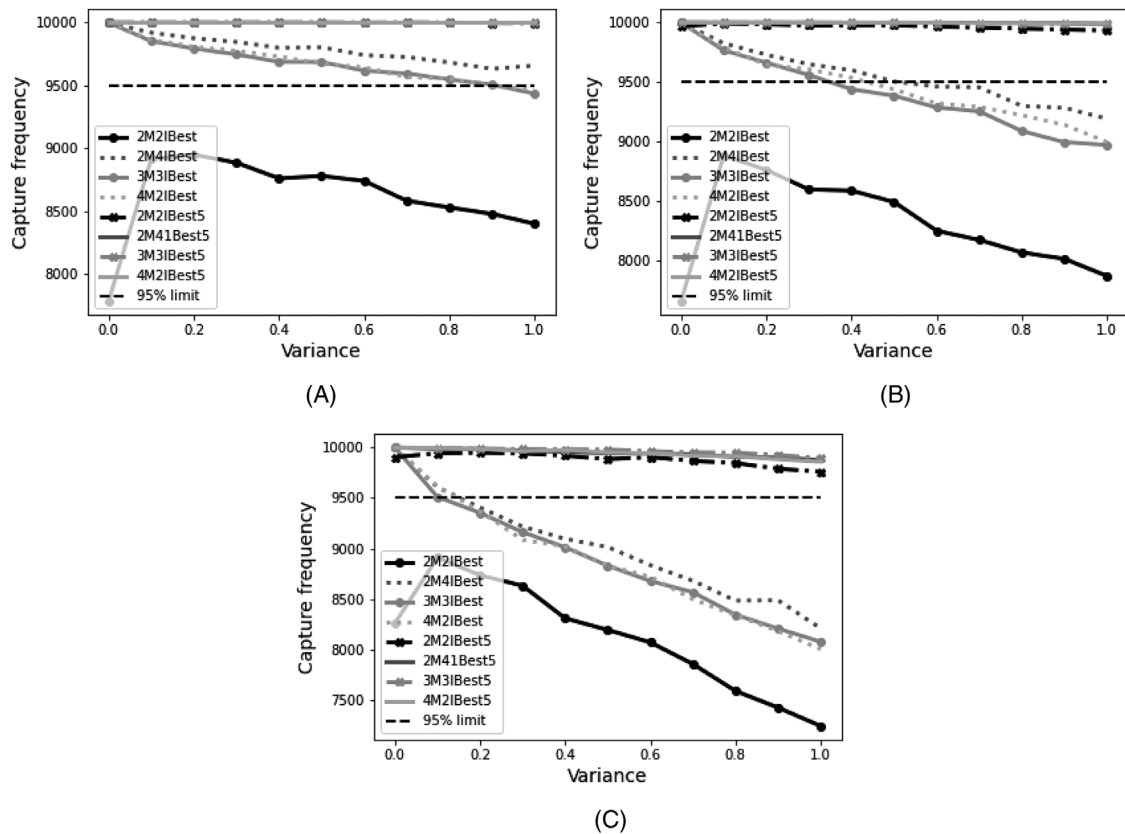 10000
9500
9000
8500
8000
Capture frequency
2M2IBest
2M4IBest
3M3IBest
4M2IBest
2M2IBest5
2M41Best5
3M3IBest5
4M2IBest5
95% limit
0.0 0.2 0.4 0.6 0.8 1.0
Variance
(A)
10000
9500
9000
8500
8000
Capture frequency
2M2IBest
2M4IBest
3M3IBest
4M2IBest
2M2IBest5
2M41Best5
3M3IBest5
4M2IBest5
95% limit
0.0 0.2 0.4 0.6 0.8 1.0
Variance
(B)
10000
9500
9000
8500
8000
7500
Capture frequency
2M2IBest
2M4IBest
3M3IBest
4M2IBest
2M2IBest5
2M41Best5
3M3IBest5
4M2IBest5
95% limit
0.0 0.2 0.4 0.6 0.8 1.0
Variance
(C)